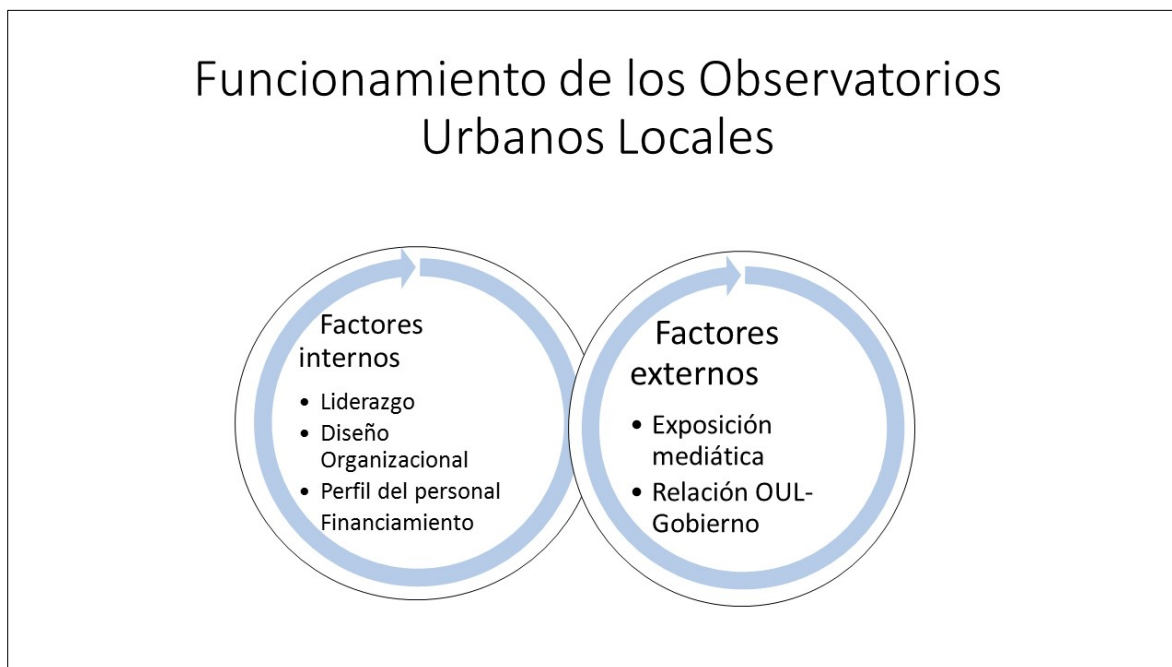 Funcionamiento de los Observatorios
Urbanos Locales
Factores
internos
• Liderazgo
• Diseño
Organizacional
• Perfil del personal
Financiamiento
Factores
externos
• Exposición
mediática
• Relación OUL-
Gobierno